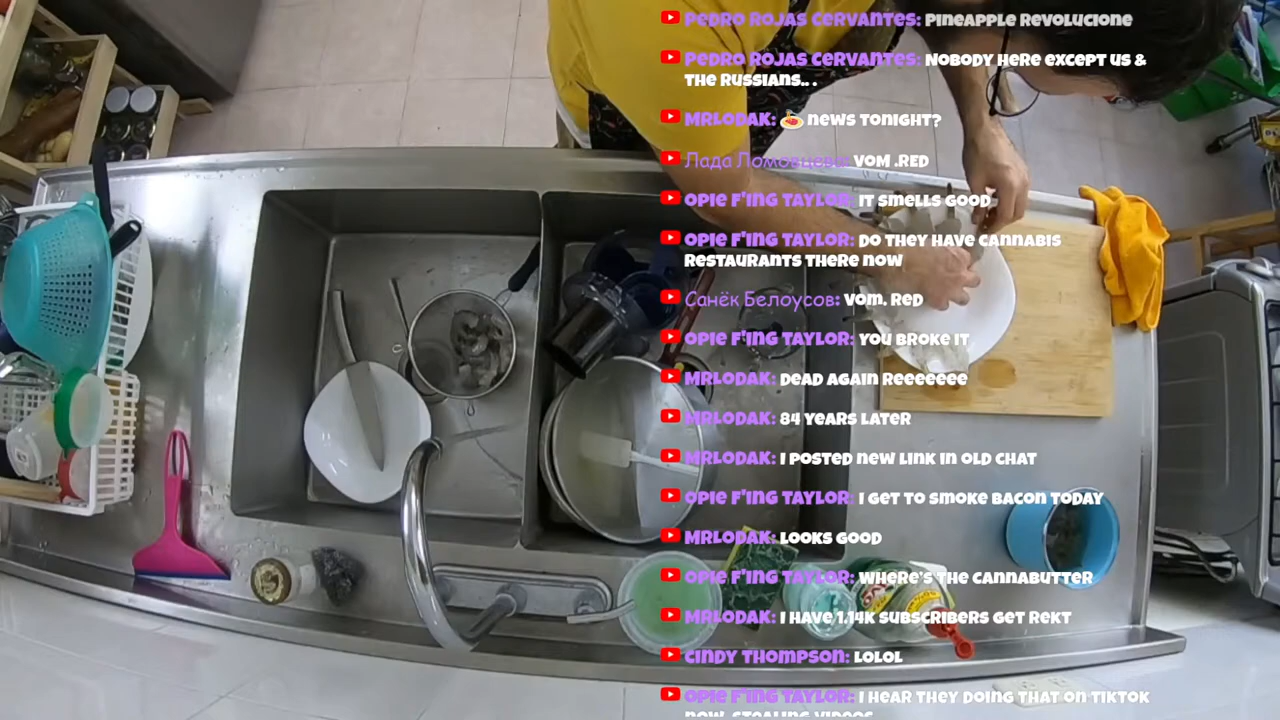 Pedro Rojas Cervantes: Pineapple Revolucione
Pedro Rojas Cervantes: Nobody here except us &
the Russians.. .
MrLodak: 🍝 news tonight?
Лада Ломовцева: vom .red
Opie F'ing Taylor: It smells good
Opie F'ing Taylor: Do they have cannabis
restaurants there now
Санёк Белоусов: vom. Red
Opie F'ing Taylor: You broke it
MrLodak: dead again Reeeeeee
MrLodak: 84 years later
MrLodak: I posted new link in old chat
Opie F'ing Taylor: I get to smoke bacon today
MrLodak: looks good
Opie F'ing Taylor: Where's the cannabutter
MrLodak: I have 1.14k subscribers get rekt
Cindy Thompson: lolol
Opie F'ing Taylor: I hear they doing that on tiktok
now, stealing videos